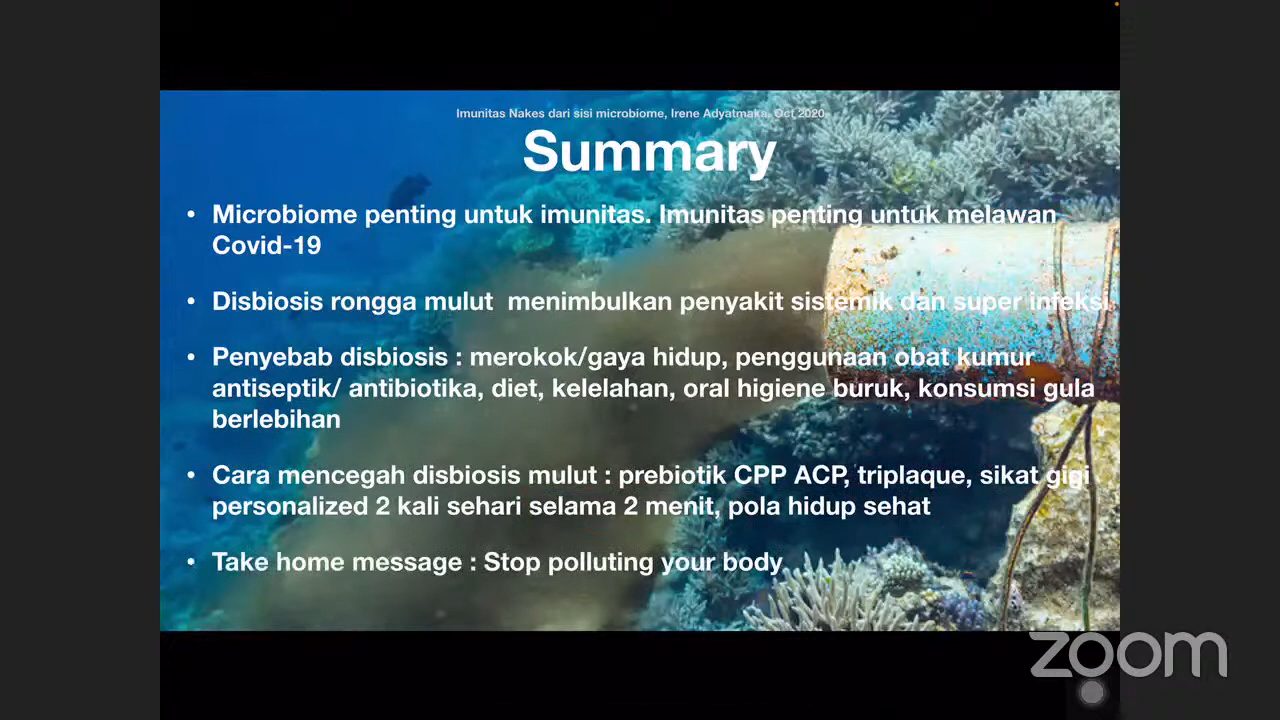 Imunitas Nakes dari sisi microbiome, Irene Adyatmaka, Oct 2020
Summary
• Microbiome penting untuk imunitas. Imunitas penting untuk melawan
Covid-19
• Disbiosis rongga mulut menimbulkan penyakit sistemik dan super infeksi
• Penyebab disbiosis : merokok/gaya hidup, penggunaan obat kumur
antiseptik/ antibiotika, diet, kelelahan, oral higiene buruk, konsumsi gula
berlebihan
• Cara mencegah disbiosis mulut : prebiotik CPP ACP, triplaque, sikat gigi
personalized 2 kali sehari selama 2 menit, pola hidup sehat
• Take home message : Stop polluting your body
zoom